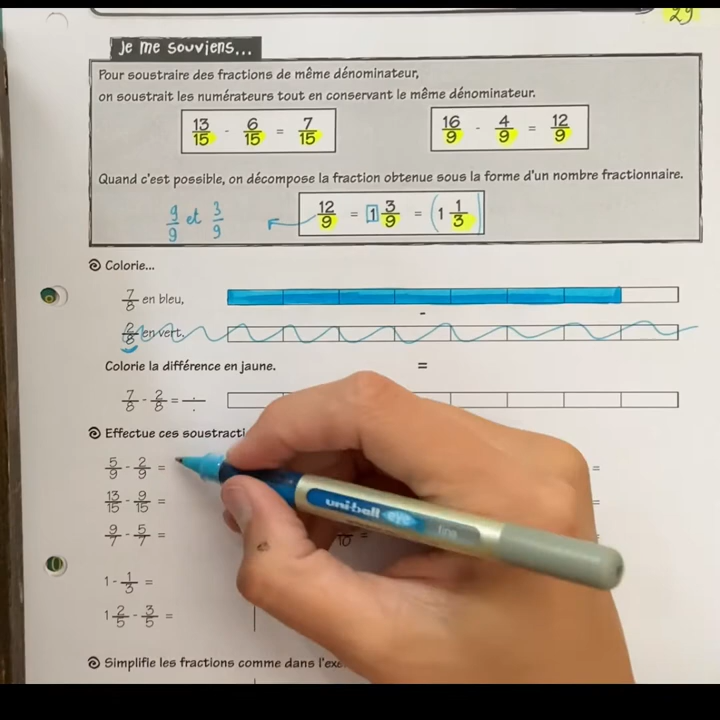 29
Je me souviens...
Pour soustraire des fractions de même dénominateur,
on soustrait les numérateurs tout en conservant le même dénominateur.
13/15 - 6/15 = 7/15 16/9 - 4/9 = 12/9
Quand c'est possible, on décompose la fraction obtenue sous la forme d'un nombre fractionnaire.
9/9 et 3/9 12/9 = 1 3/9 = (1 1/3)
Colorie...
7/8 en bleu,
-
2/8 en vert.
Colorie la différence en jaune. =
7/8 - 2/8 =
Effectue ces soustracti
5/9 - 2/9 = =
13/15 - 9/15 = =
9/7 - 5/7 = 10 =
1 - 1/3 =
1 2/5 - 3/5 =
Simplifie les fractions comme dans l'exe
uni-ball eye fine